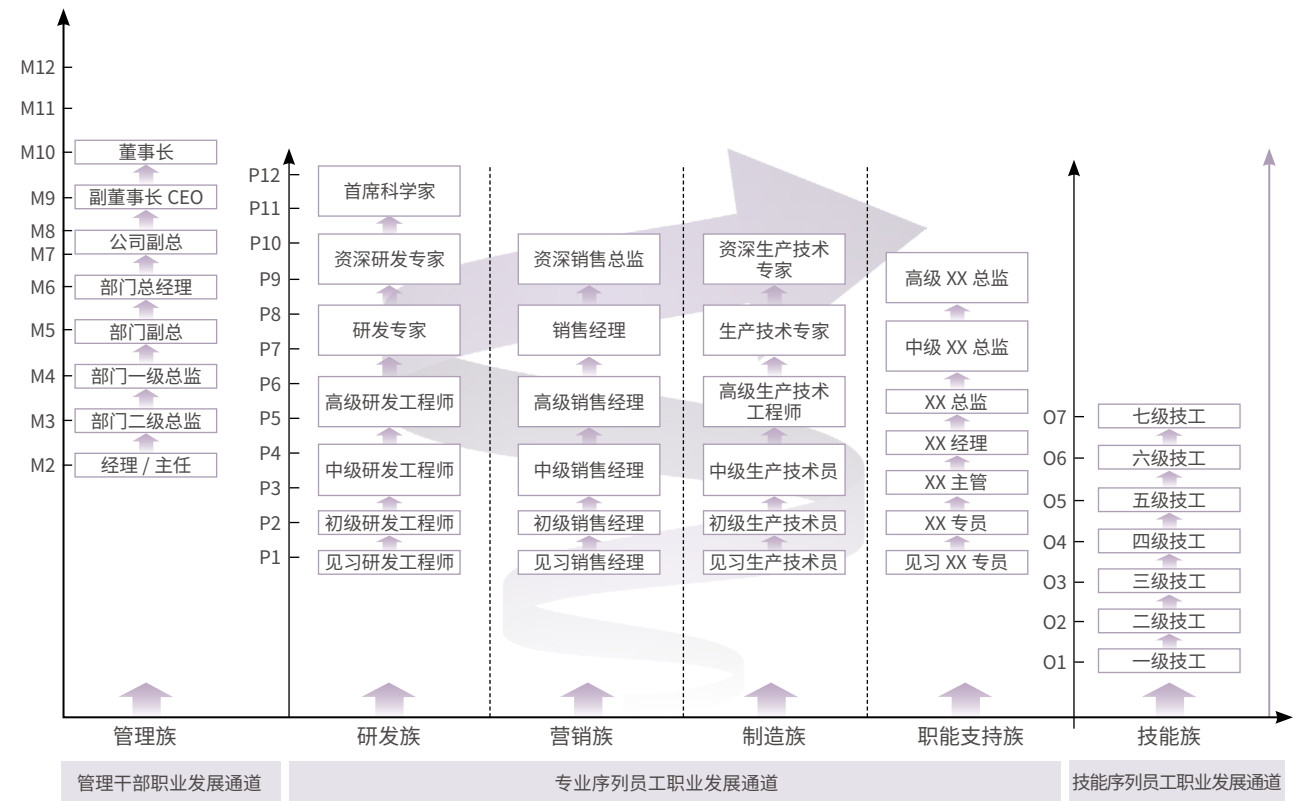 M12
M11
M10
M9
M8
M7
M6
M5
M4
M3
M2
董事长
副董事长 CEO
公司副总
部门总经理
部门副总
部门一级总监
部门二级总监
经理 / 主任
管理族
P12
P11
P10
P9
P8
P7
P6
P5
P4
P3
P2
P1
首席科学家
资深研发专家
研发专家
高级研发工程师
中级研发工程师
初级研发工程师
见习研发工程师
研发族
资深销售总监
销售经理
高级销售经理
中级销售经理
初级销售经理
见习销售经理
营销族
资深生产技术
专家
生产技术专家
高级生产技术
工程师
中级生产技术员
初级生产技术员
见习生产技术员
制造族
高级 XX 总监
中级 XX 总监
XX 总监
XX 经理
XX 主管
XX 专员
见习 XX 专员
职能支持族
O7
O6
O5
O4
O3
O2
O1
七级技工
六级技工
五级技工
四级技工
三级技工
二级技工
一级技工
技能族
管理干部职业发展通道
专业序列员工职业发展通道
技能序列员工职业发展通道